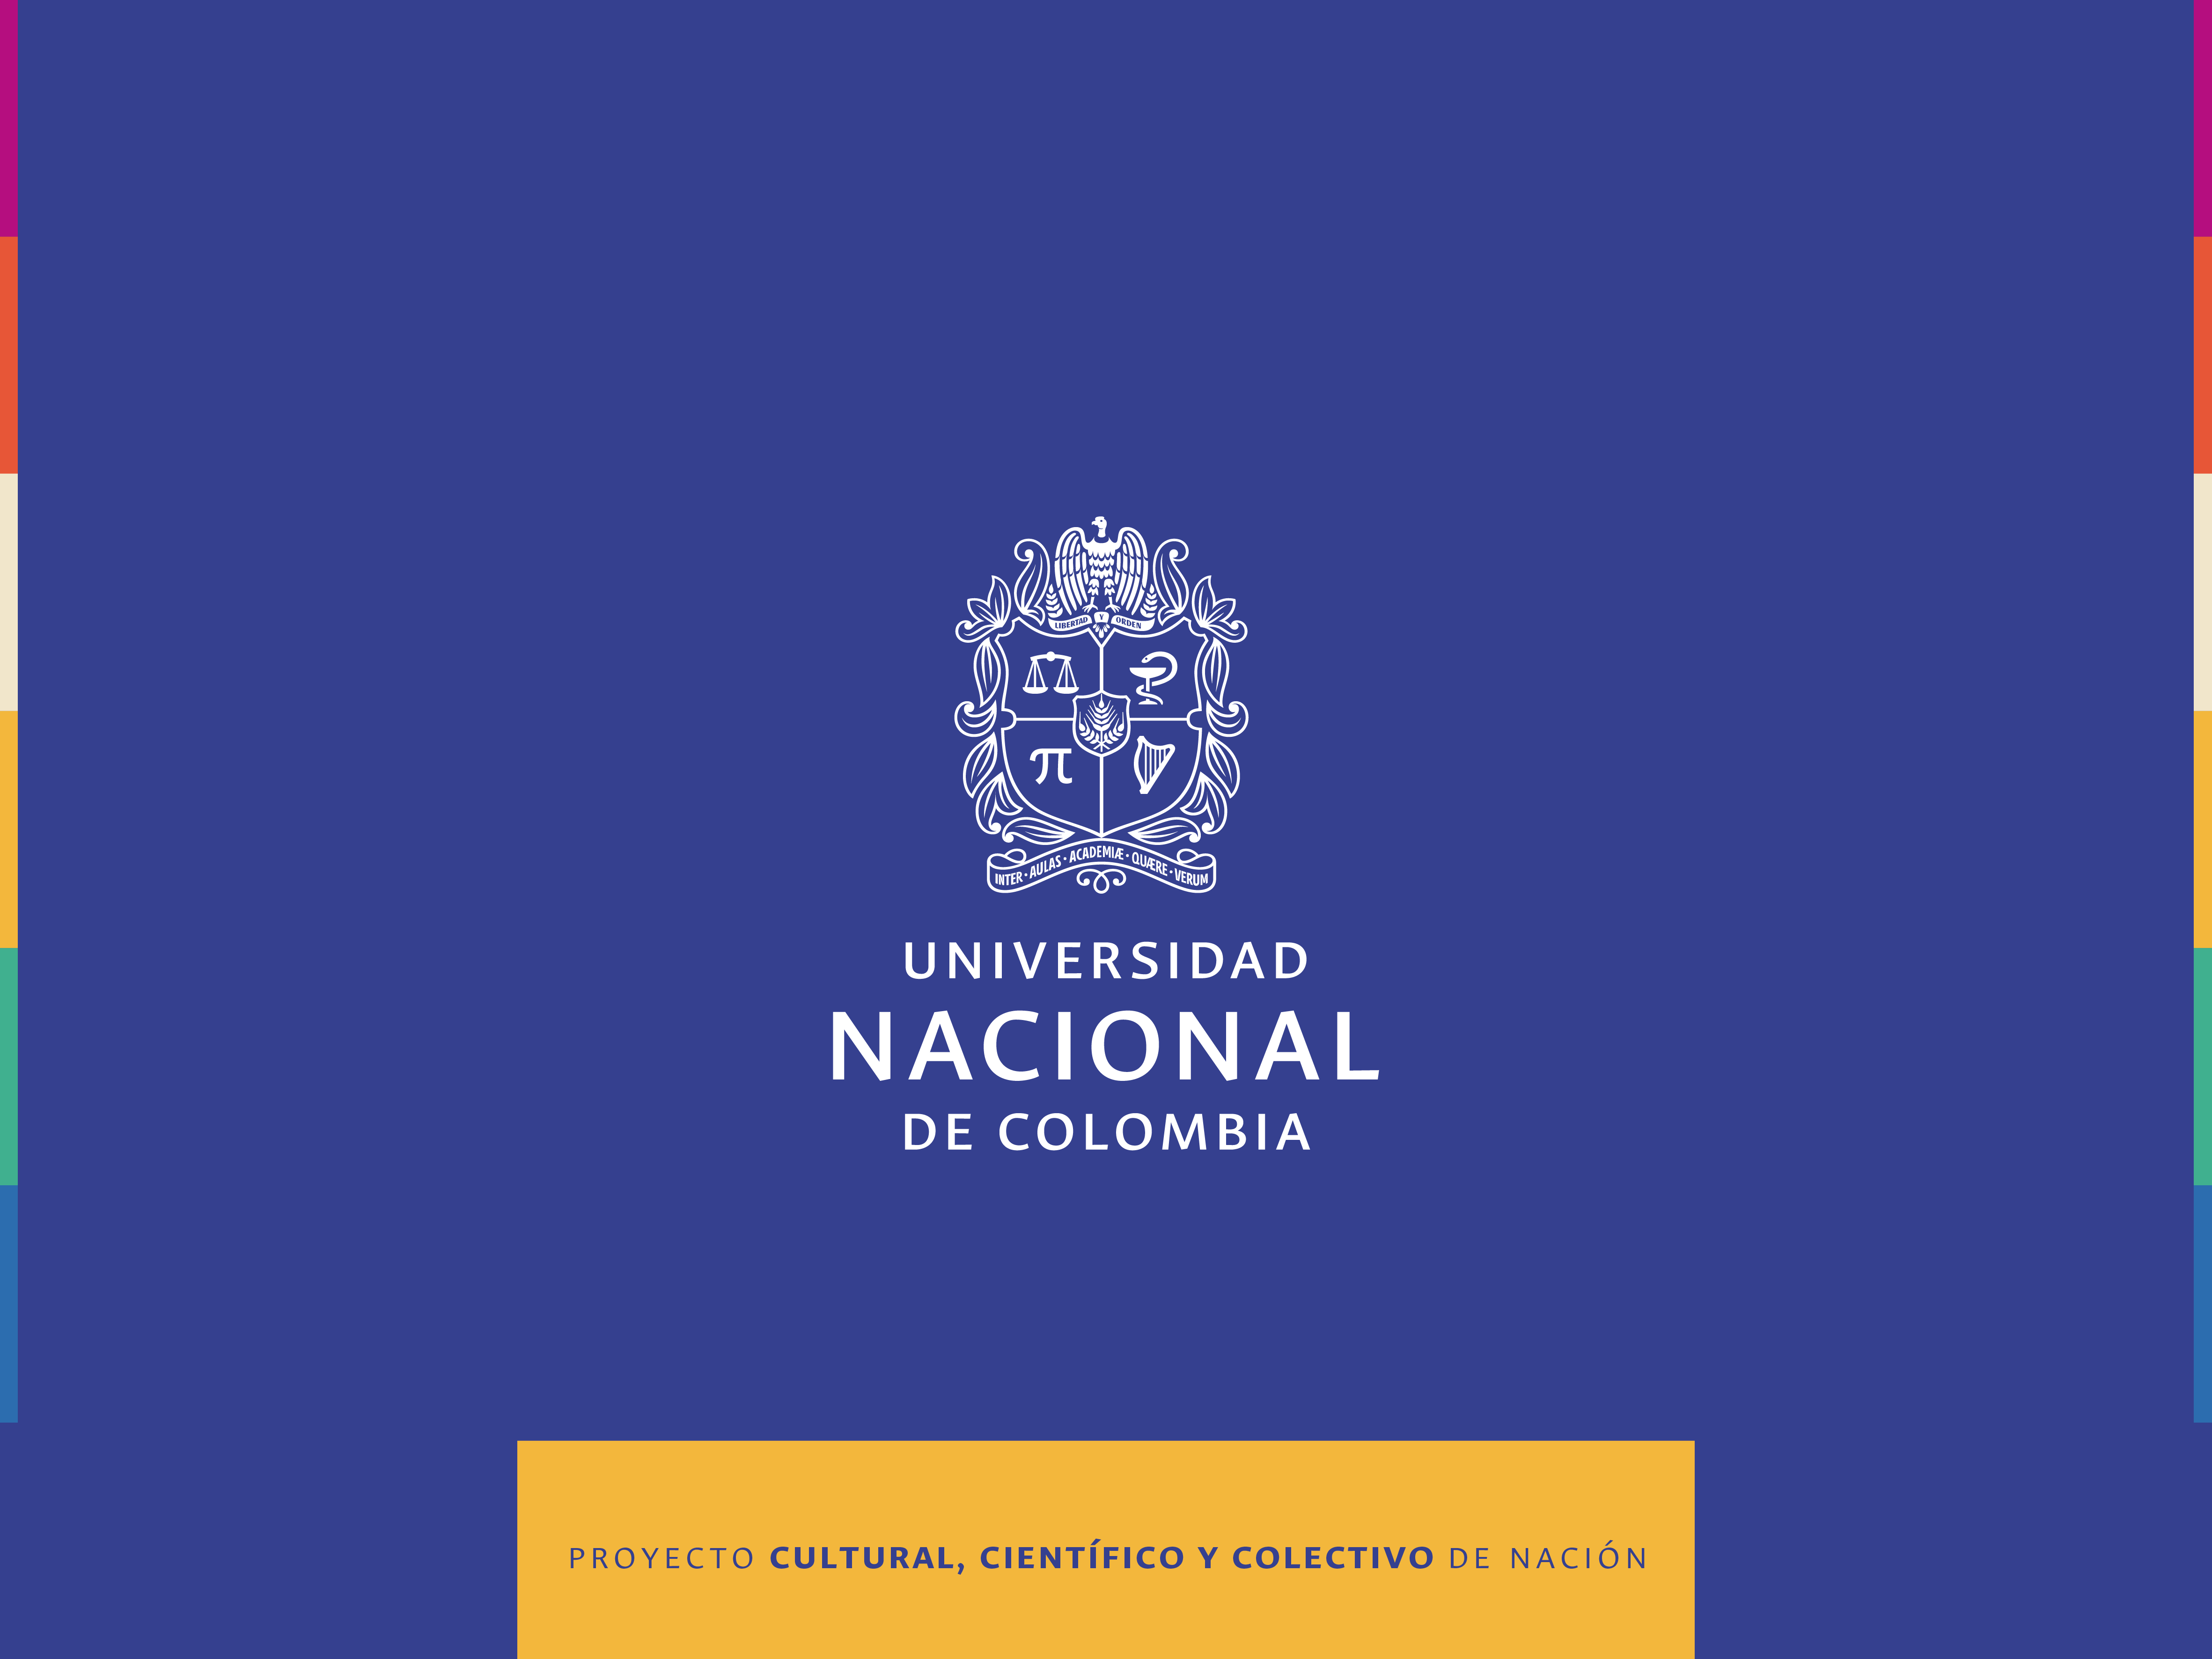 LIBERTAD Y ORDEN
π
INTER · AULAS · ACADEMIÆ · QUÆRE · VERUM
UNIVERSIDAD
NACIONAL
DE COLOMBIA
PROYECTO CULTURAL, CIENTÍFICO Y COLECTIVO DE NACIÓN